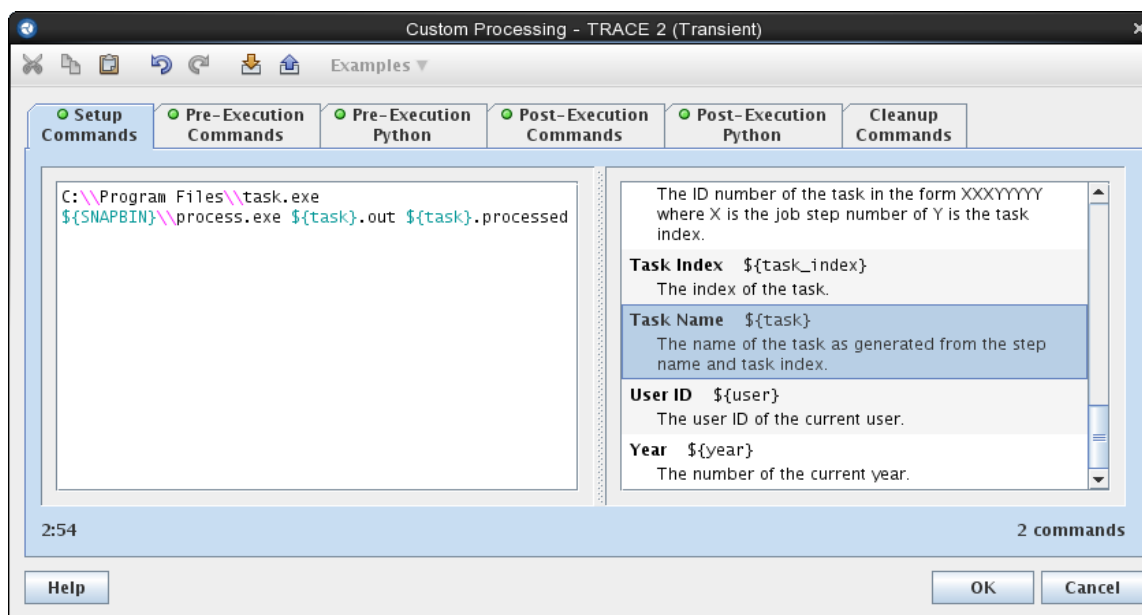 Custom Processing - TRACE 2 (Transient)
Examples
Setup Commands
Pre-Execution Commands
Pre-Execution Python
Post-Execution Commands
Post-Execution Python
Cleanup Commands
C:\\Program Files\\task.exe
${SNAPBIN}\\process.exe ${task}.out ${task}.processed
The ID number of the task in the form XXXYYYYY
where X is the job step number of Y is the task
index.
Task Index ${task_index}
The index of the task.
Task Name ${task}
The name of the task as generated from the step
name and task index.
User ID ${user}
The user ID of the current user.
Year ${year}
The number of the current year.
2:54
2 commands
Help
OK
Cancel